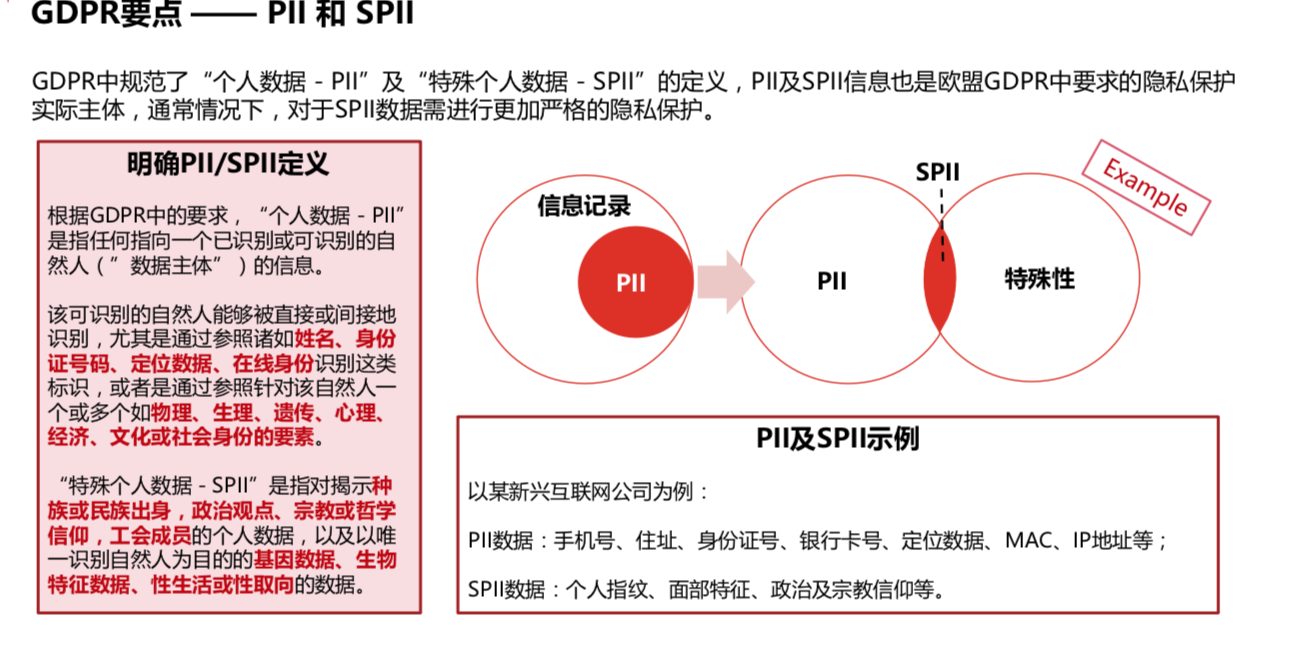 GDPR要点 —— PII 和 SPII
GDPR中规范了“个人数据 - PII”及“特殊个人数据 - SPII”的定义，PII及SPII信息也是欧盟GDPR中要求的隐私保护
实际主体，通常情况下，对于SPII数据需进行更加严格的隐私保护。
明确PII/SPII定义
根据GDPR中的要求，“个人数据 - PII”
是指任何指向一个已识别或可识别的自
然人（”数据主体”）的信息。
该可识别的自然人能够被直接或间接地
识别，尤其是通过参照诸如姓名、身份
证号码、定位数据、在线身份识别这类
标识，或者是通过参照针对该自然人一
个或多个如物理、生理、遗传、心理、
经济、文化或社会身份的要素。
“特殊个人数据 - SPII”是指对揭示种
族或民族出身，政治观点、宗教或哲学
信仰，工会成员的个人数据，以及以唯
一识别自然人为目的的基因数据、生物
特征数据、性生活或性取向的数据。
信息记录
PII
PII
SPII
特殊性
Example
PII及SPII示例
以某新兴互联网公司为例：
PII数据：手机号、住址、身份证号、银行卡号、定位数据、MAC、IP地址等；
SPII数据：个人指纹、面部特征、政治及宗教信仰等。